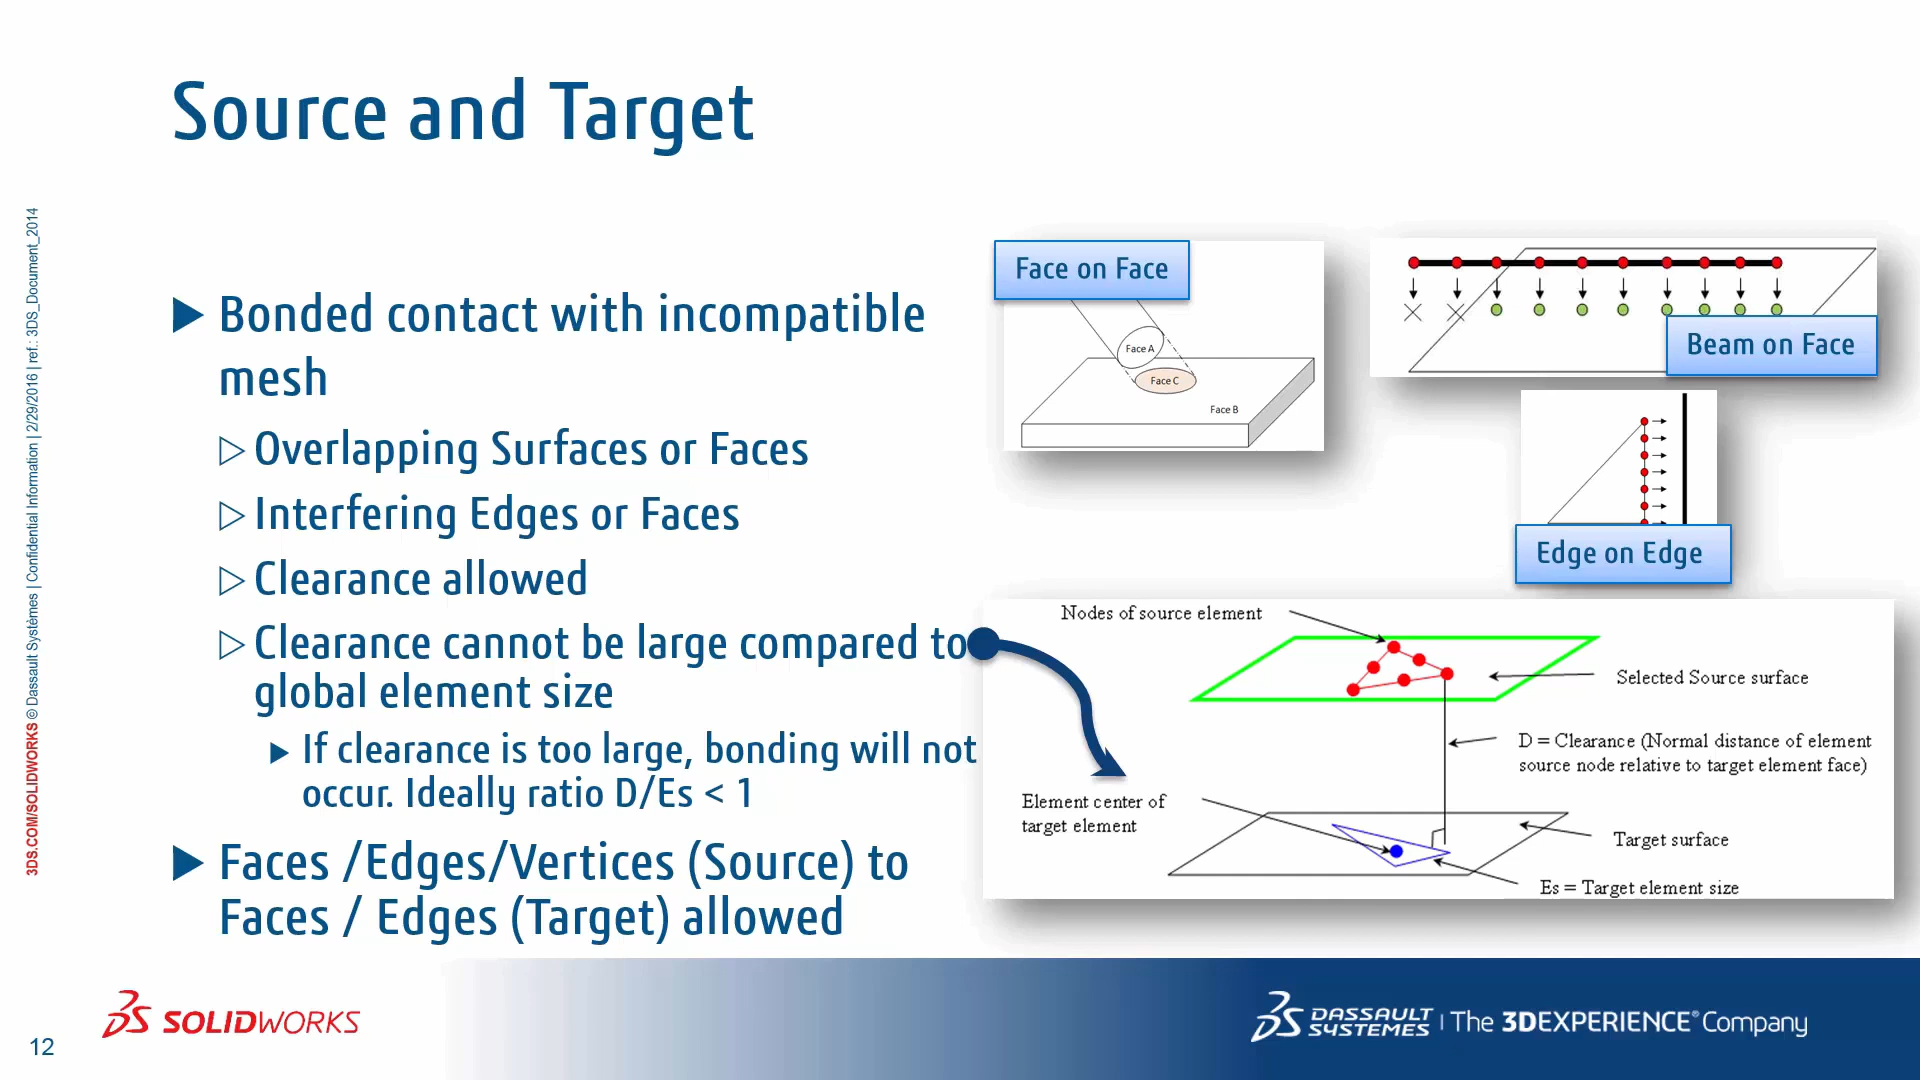 Source and Target
Bonded contact with incompatible
mesh
Overlapping Surfaces or Faces
Interfering Edges or Faces
Clearance allowed
Clearance cannot be large compared to
global element size
If clearance is too large, bonding will not
occur. Ideally ratio D/Es < 1
Faces /Edges/Vertices (Source) to
Faces / Edges (Target) allowed
Face on Face
Face A
Face C
Face B
Beam on Face
Edge on Edge
Nodes of source element
Selected Source surface
D = Clearance (Normal distance of element
source node relative to target element face)
Element center of
target element
Target surface
Es = Target element size
3DS.COM/SOLIDWORKS © Dassault Systèmes | Confidential Information | 2/29/2016 | ref.: 3DS_Document_2014
12
SOLIDWORKS
DASSAULT
SYSTEMES | The 3DEXPERIENCE® Company